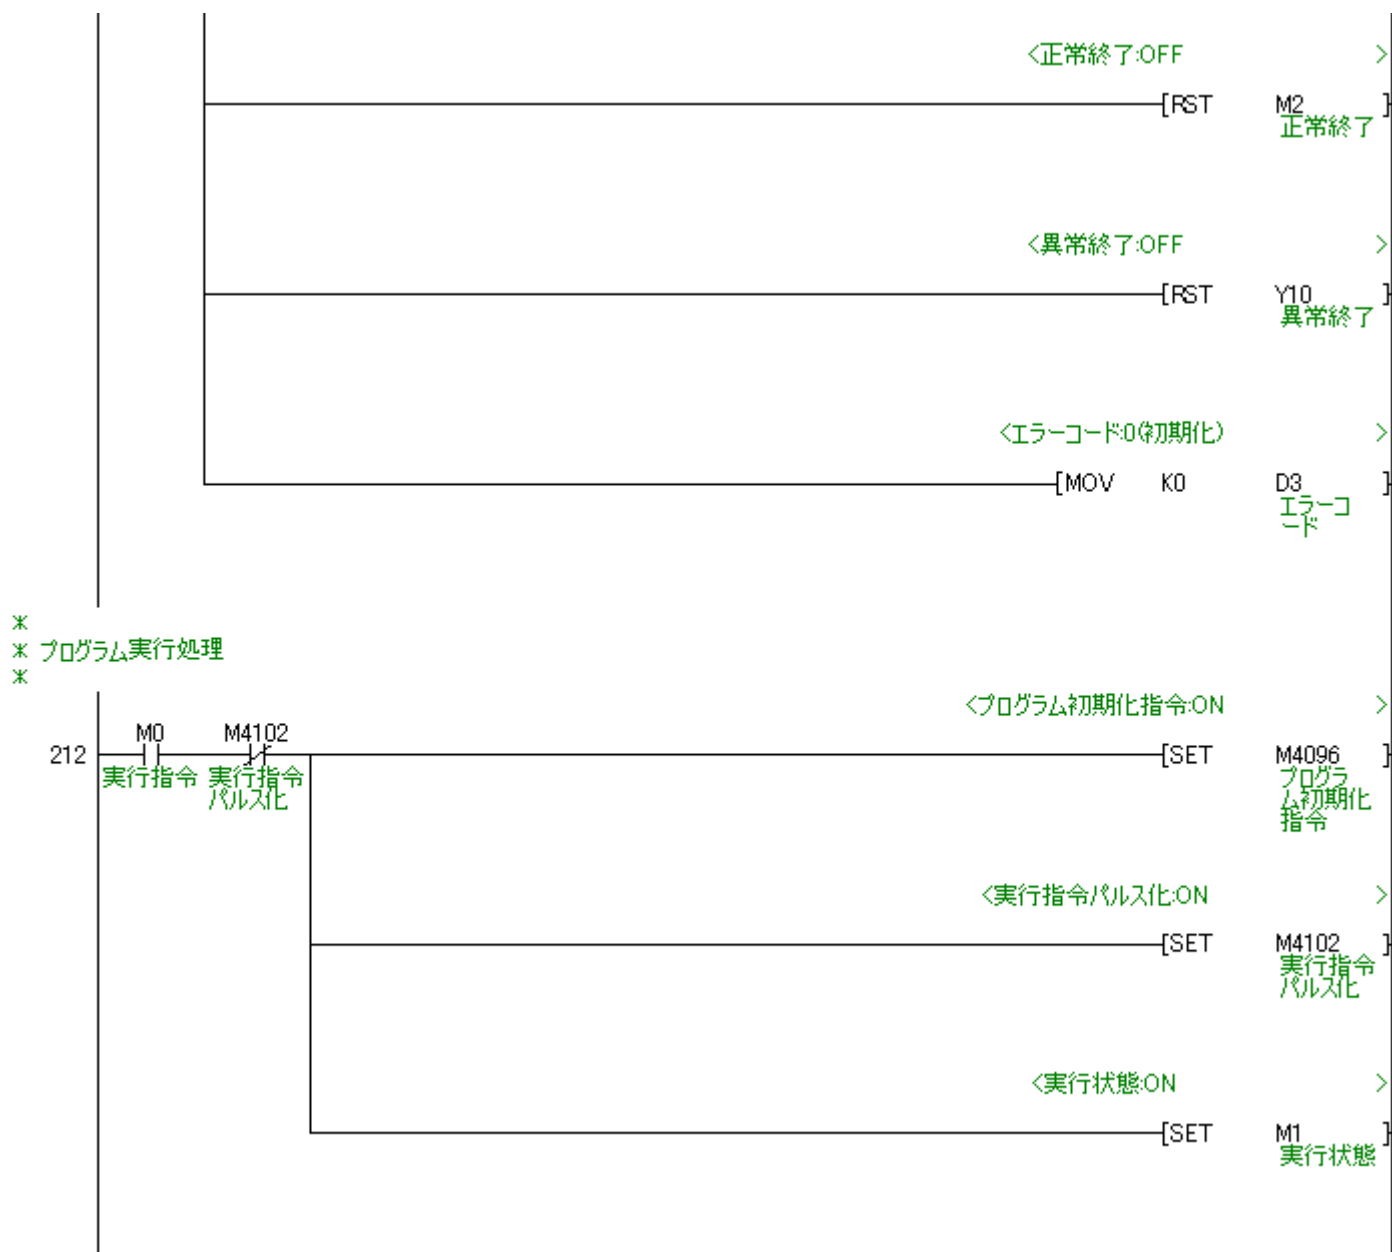 <正常終了:OFF >
[RST M2 ]
正常終了
<異常終了:OFF >
[RST Y10 ]
異常終了
<エラーコード:0(初期化) >
[MOV K0 D3 ]
エラーコ
ード
*
* プログラム実行処理
*
<プログラム初期化指令:ON >
M0 M4102
212 [SET M4096 ]
実行指令 実行指令
パルス化
プログラ
ム初期化
指令
<実行指令パルス化:ON >
[SET M4102 ]
実行指令
パルス化
<実行状態:ON >
[SET M1 ]
実行状態